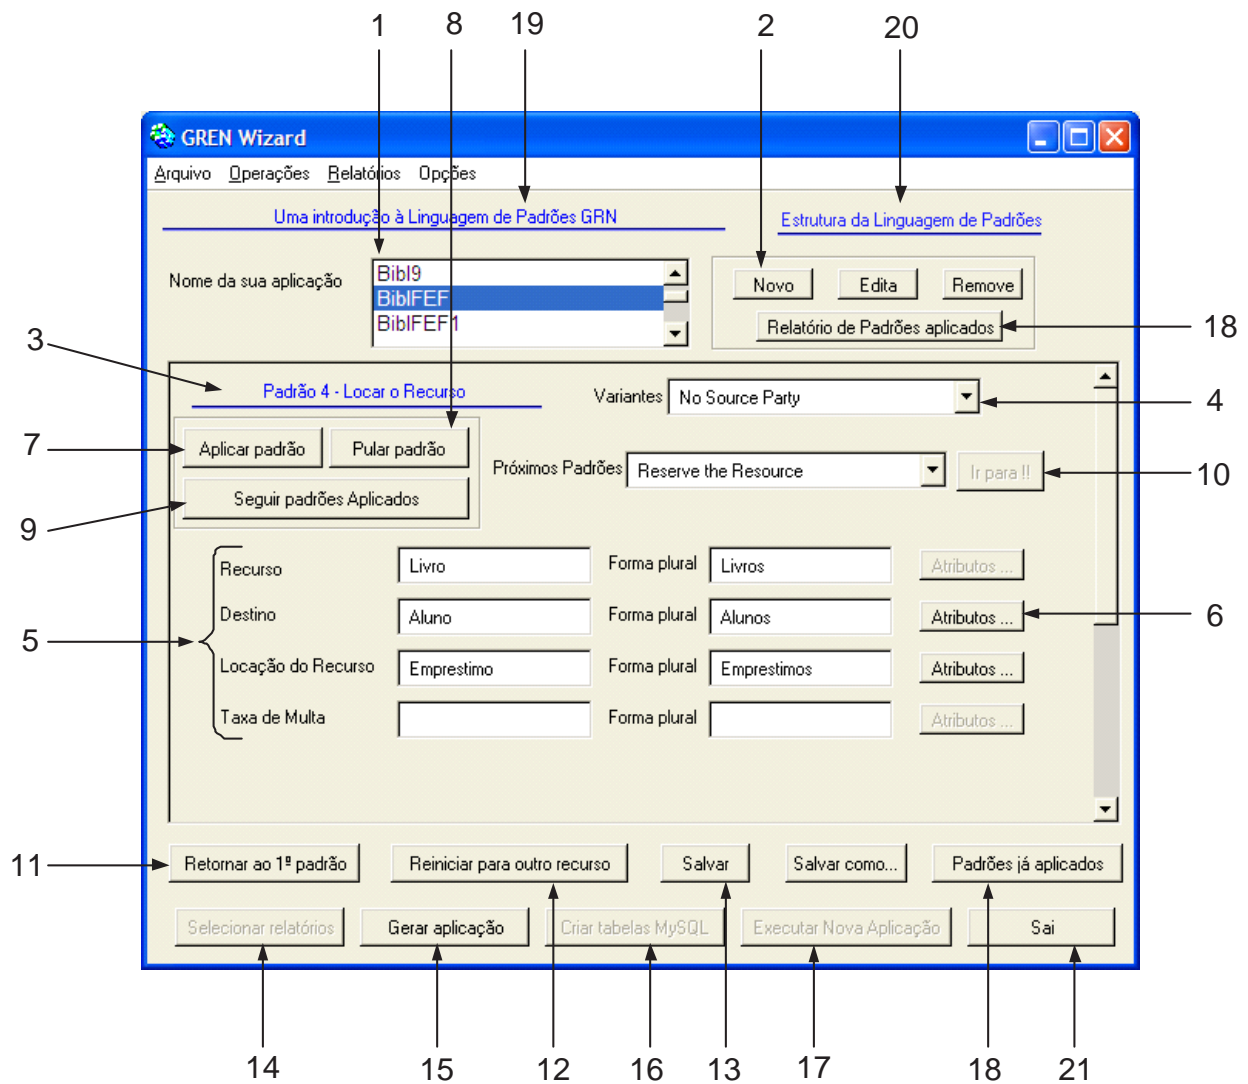 1 8 19 2 20
GREN Wizard
Arquivo Operações Relatórios Opções
Uma introdução à Linguagem de Padrões GRN
Estrutura da Linguagem de Padrões
Nome da sua aplicação
Bibl9
BiblFEF
BiblFEF1
Novo Edita Remove
Relatório de Padrões aplicados
18
3
Padrão 4 - Locar o Recurso
Variantes No Source Party
4
7
Aplicar padrão Pular padrão
Próximos Padrões Reserve the Resource Ir para !!
10
Seguir padrões Aplicados
9
Recurso Livro Forma plural Livros Atributos ...
Destino Aluno Forma plural Alunos Atributos ...
6
5
Locação do Recurso Emprestimo Forma plural Emprestimos Atributos ...
Taxa de Multa Forma plural Atributos ...
11
Retornar ao 1º padrão Reiniciar para outro recurso Salvar Salvar como... Padrões já aplicados
Selecionar relatórios Gerar aplicação Criar tabelas MySQL Executar Nova Aplicação Sai
14 15 12 16 13 17 18 21